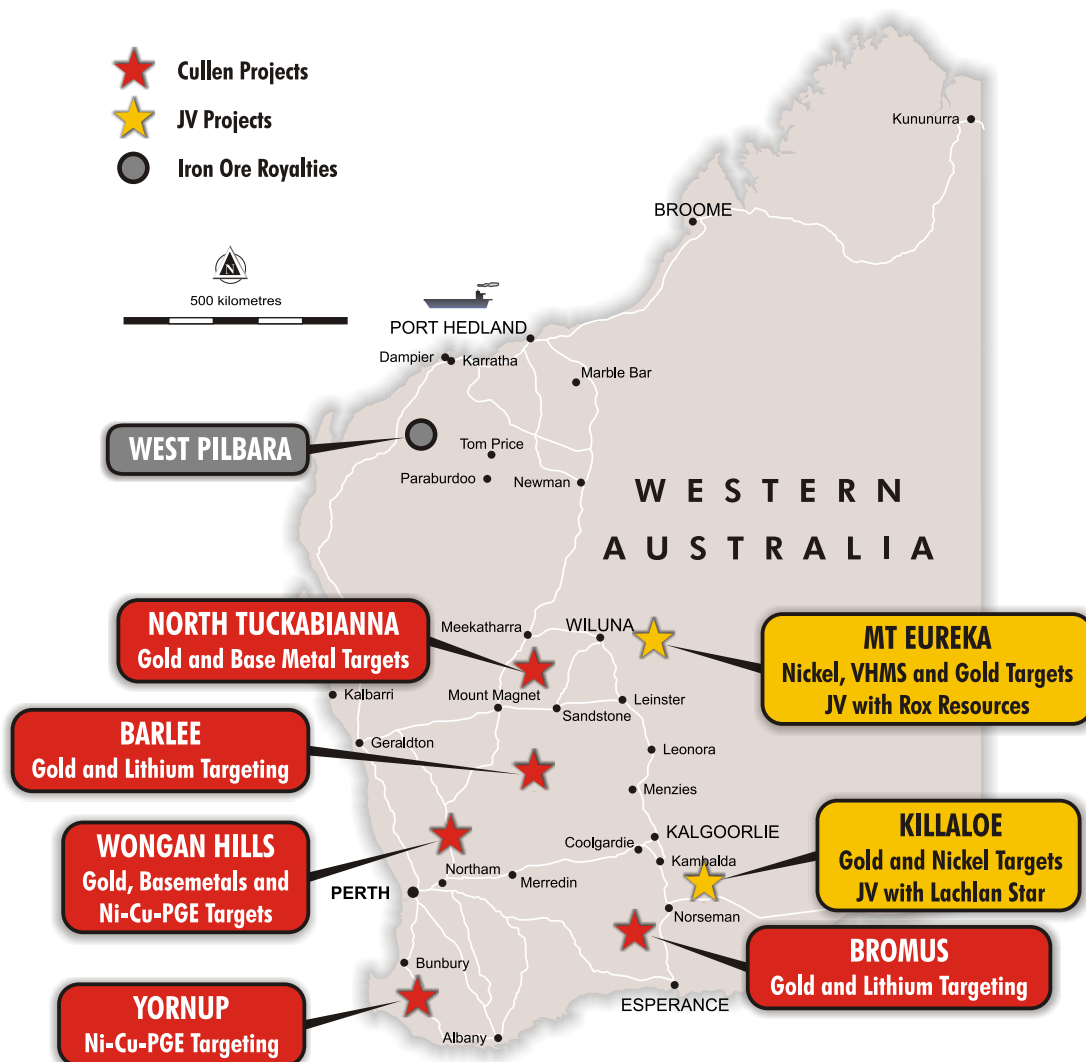 Cullen Projects
JV Projects
Iron Ore Royalties
N
500 kilometres
Kununurra
BROOME
PORT HEDLAND
Dampier
Karratha
Marble Bar
WEST PILBARA
Tom Price
Paraburdoo
Newman
WESTERN
AUSTRALIA
NORTH TUCKABIANNA
Gold and Base Metal Targets
Meekatharra
WILUNA
MT EUREKA
Nickel, VHMS and Gold Targets
JV with Rox Resources
Kalbarri
Mount Magnet
Sandstone
Leinster
BARLEE
Gold and Lithium Targeting
Geraldton
Leonora
Menzies
WONGAN HILLS
Gold, Basemetals and
Ni-Cu-PGE Targets
Coolgardie
KALGOORLIE
Kambalda
KILLALOE
Gold and Nickel Targets
JV with Lachlan Star
PERTH
Northam
Merredin
Norseman
BROMUS
Gold and Lithium Targeting
Bunbury
ESPERANCE
YORNUP
Ni-Cu-PGE Targeting
Albany